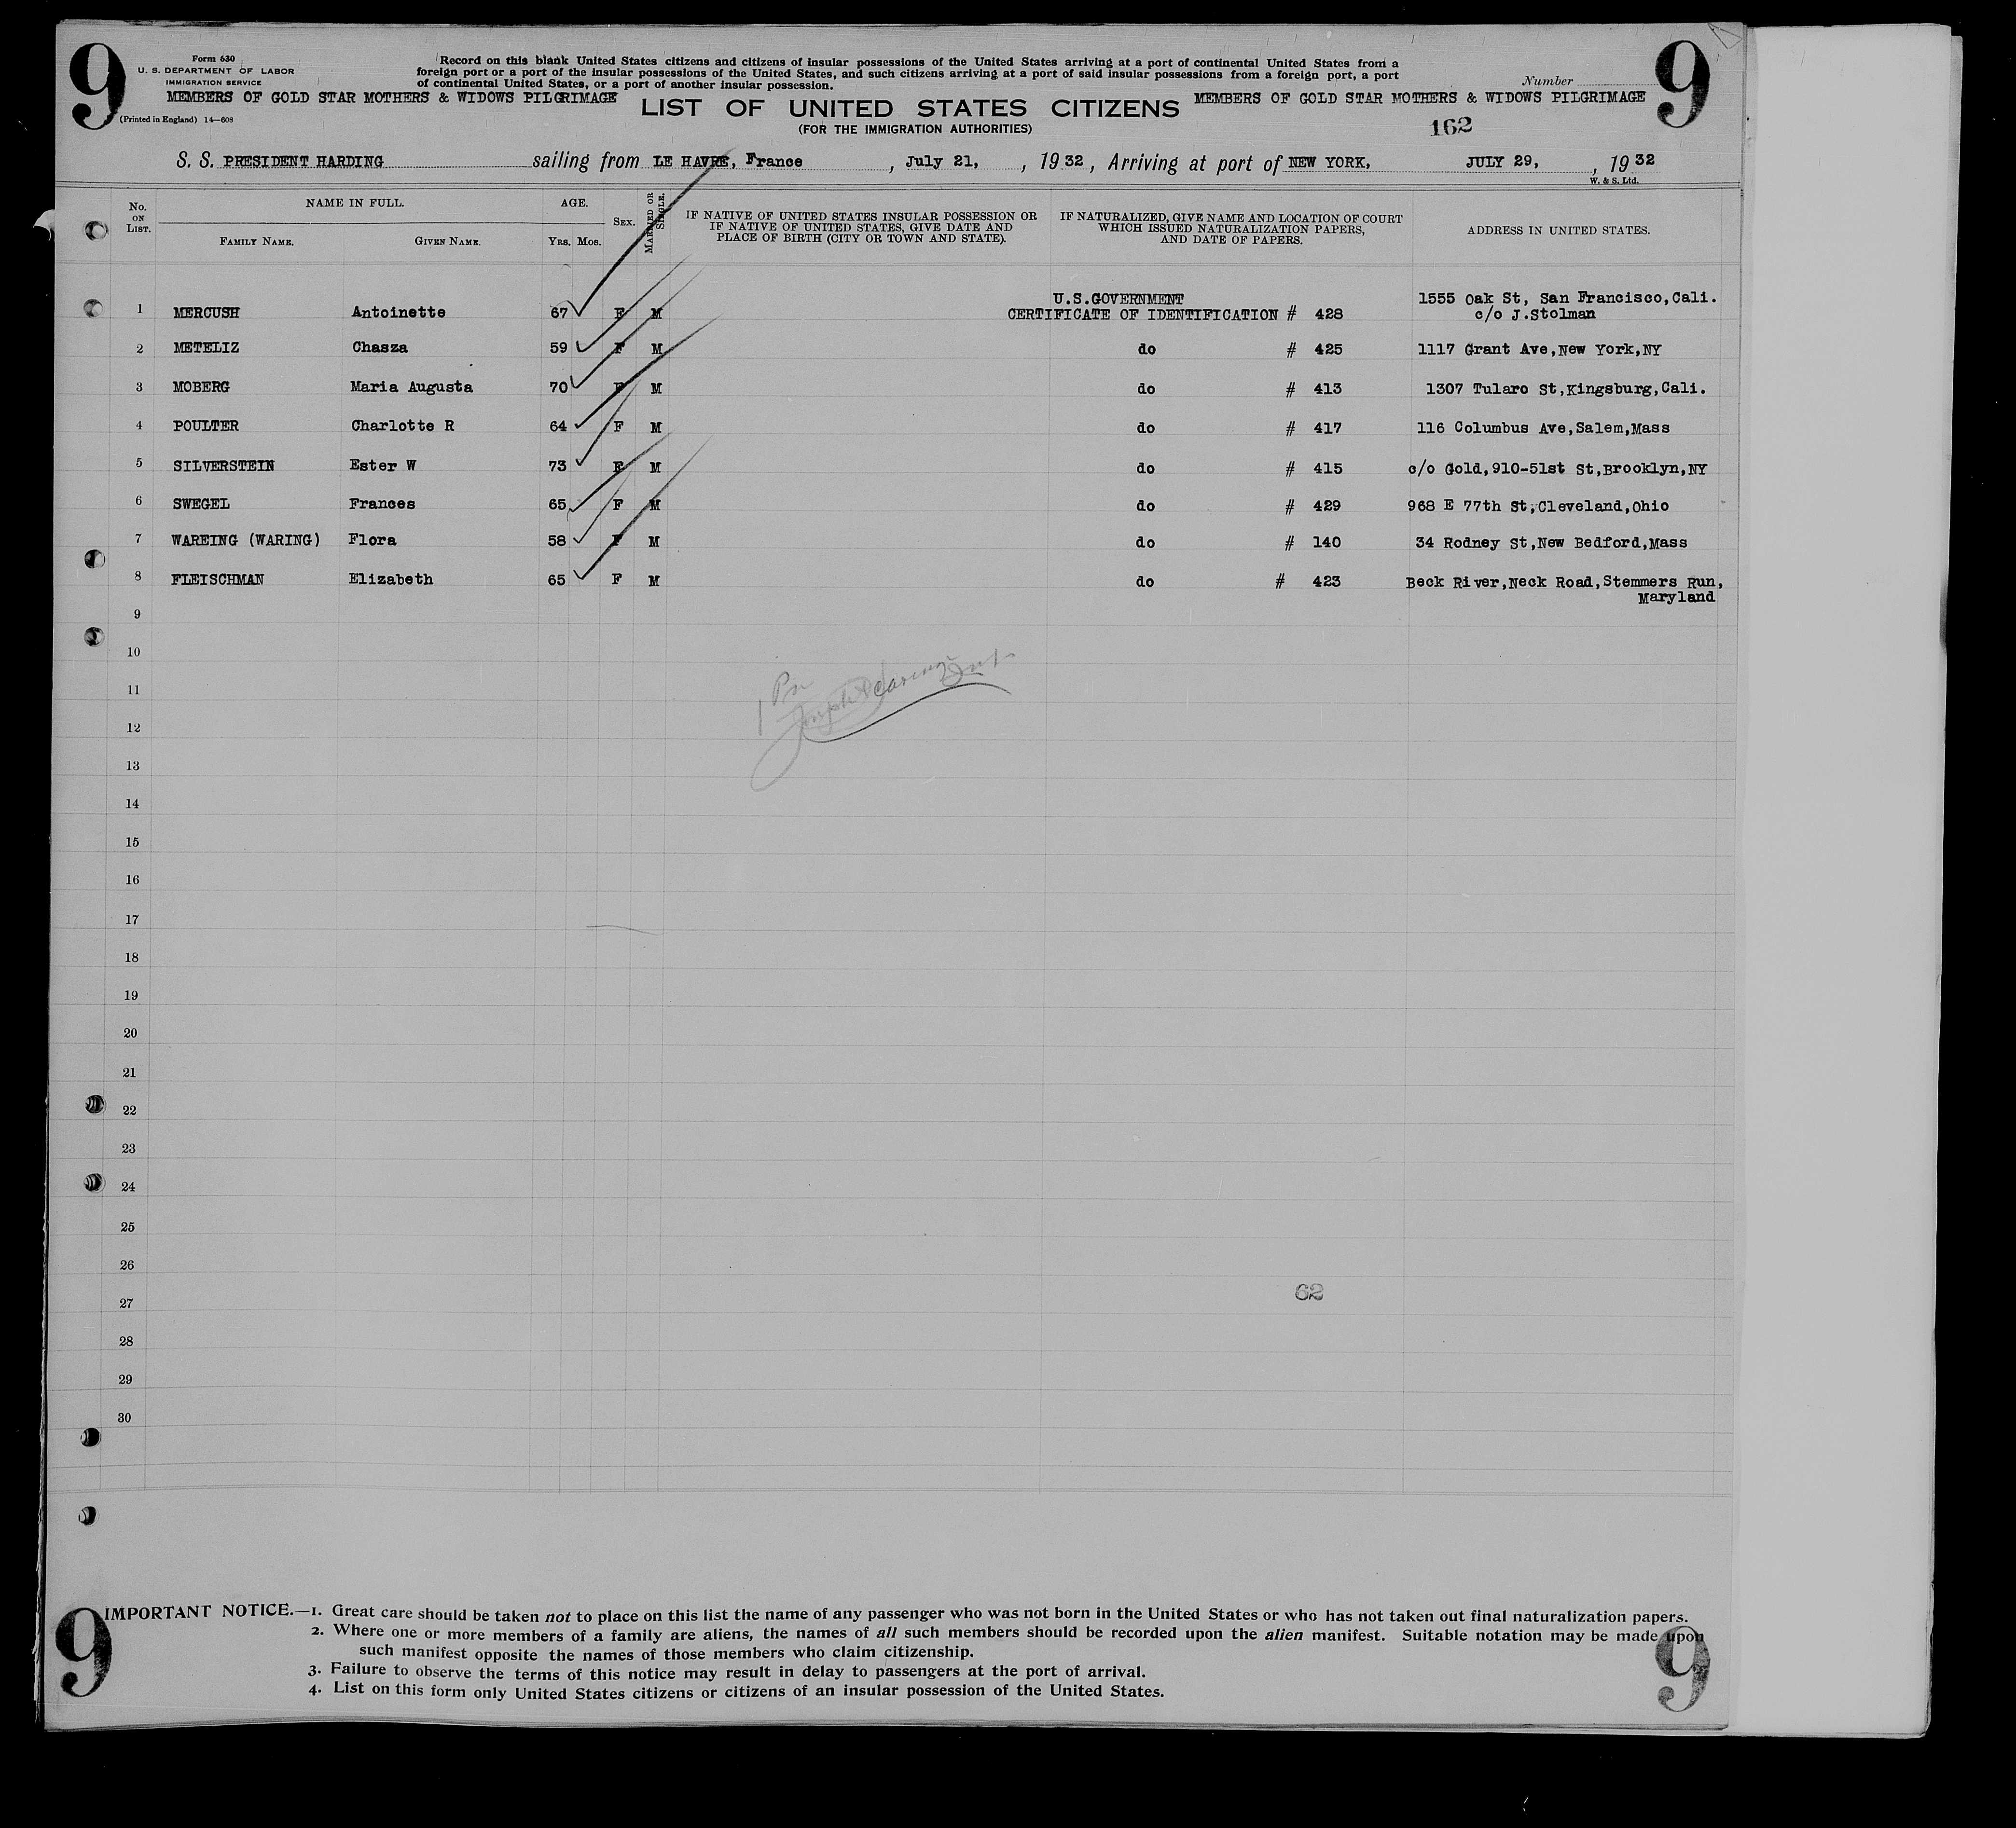 9
9
Form 630
U. S. DEPARTMENT OF LABOR
IMMIGRATION SERVICE
Record on this blank United States citizens and citizens of insular possessions of the United States arriving at a port of continental United States from a
foreign port or a port of the insular possessions of the United States, and such citizens arriving at a port of said insular possessions from a foreign port, a port
of continental United States, or a port of another insular possession.
Number
MEMBERS OF GOLD STAR MOTHERS & WIDOWS PILGRIMAGE LIST OF UNITED STATES CITIZENS MEMBERS OF GOLD STAR MOTHERS & WIDOWS PILGRIMAGE
(Printed in England) 14—608
(FOR THE IMMIGRATION AUTHORITIES)
162
S. S. PRESIDENT HARDING sailing from LE HAVRE, France, July 21, , 1932, Arriving at port of NEW YORK, JULY 29, , 1932
W. & S. Ltd.
No. ON LIST.
NAME IN FULL.
FAMILY NAME. GIVEN NAME.
AGE.
YRS. MOS.
SEX.
MARRIED OR SINGLE.
IF NATIVE OF UNITED STATES INSULAR POSSESSION OR
IF NATIVE OF UNITED STATES, GIVE DATE AND
PLACE OF BIRTH (CITY OR TOWN AND STATE).
IF NATURALIZED, GIVE NAME AND LOCATION OF COURT
WHICH ISSUED NATURALIZATION PAPERS,
AND DATE OF PAPERS.
ADDRESS IN UNITED STATES.
U.S.GOVERNMENT 1555 Oak St, San Francisco,Cali.
1 MERCUSH Antoinette 67 F M CERTIFICATE OF IDENTIFICATION # 428 c/o J.Stolman
2 METELIZ Chasza 59 F M do # 425 1117 Grant Ave,New York,NY
3 MOBERG Maria Augusta 70 F M do # 413 1307 Tularo St,Kingsburg,Cali.
4 POULTER Charlotte R 64 F M do # 417 116 Columbus Ave,Salem,Mass
5 SILVERSTEIN Ester W 73 F M do # 415 c/o Gold,910-51st St,Brooklyn,NY
6 SWEGEL Frances 65 F M do # 429 968 E 77th St,Cleveland,Ohio
7 WAREING (WARING) Flora 58 F M do # 140 34 Rodney St,New Bedford,Mass
8 FLEISCHMAN Elizabeth 65 F M do # 423 Beck River,Neck Road,Stemmers Run,
Maryland
9
10
11
12
13
14
15
16
17
18
19
20
21
22
23
24
25
26
62
27
28
29
30
9
9
IMPORTANT NOTICE.—1. Great care should be taken not to place on this list the name of any passenger who was not born in the United States or who has not taken out final naturalization papers.
2. Where one or more members of a family are aliens, the names of all such members should be recorded upon the alien manifest. Suitable notation may be made upon
such manifest opposite the names of those members who claim citizenship.
3. Failure to observe the terms of this notice may result in delay to passengers at the port of arrival.
4. List on this form only United States citizens or citizens of an insular possession of the United States.